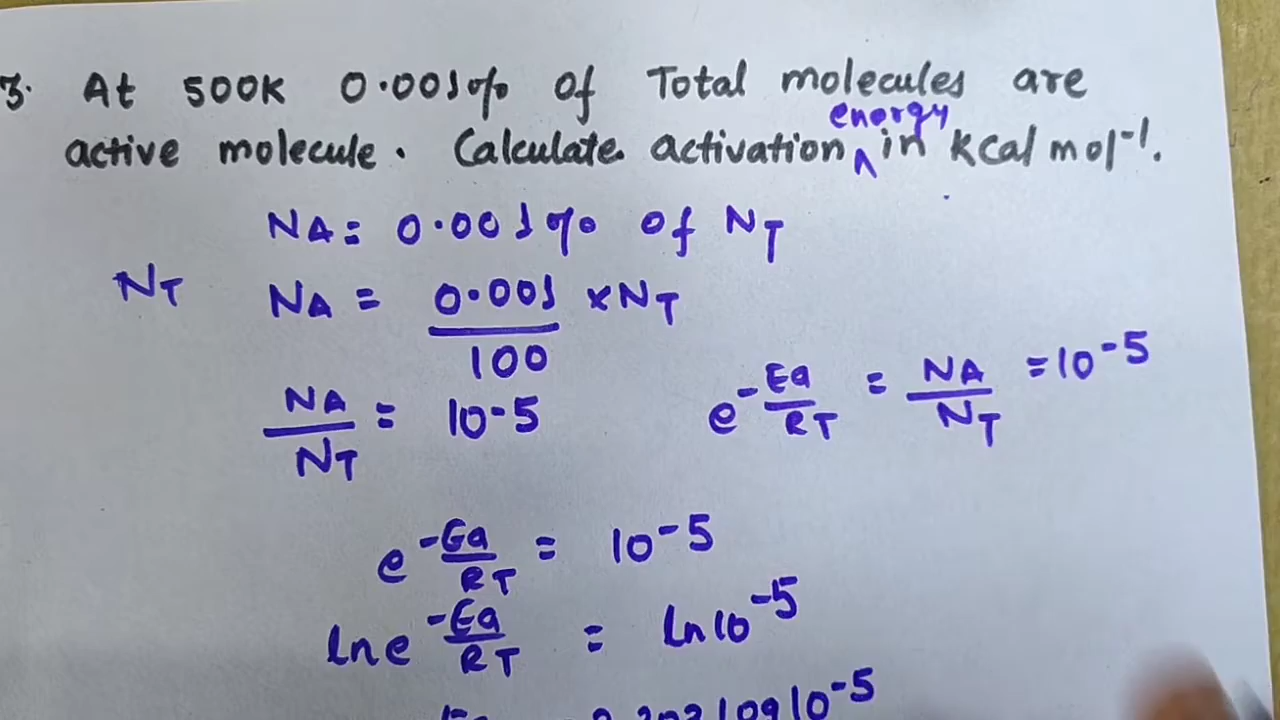 3. At 500K 0.001% of Total molecules are
active molecule. Calculate activation energy in kcal mol⁻¹.
NA = 0.001% of NT
NT NA = 0.001/100 × NT
NA/NT = 10⁻⁵
e^(-Ea/RT) = NA/NT = 10⁻⁵
e^(-Ea/RT) = 10⁻⁵
ln e^(-Ea/RT) = ln 10⁻⁵